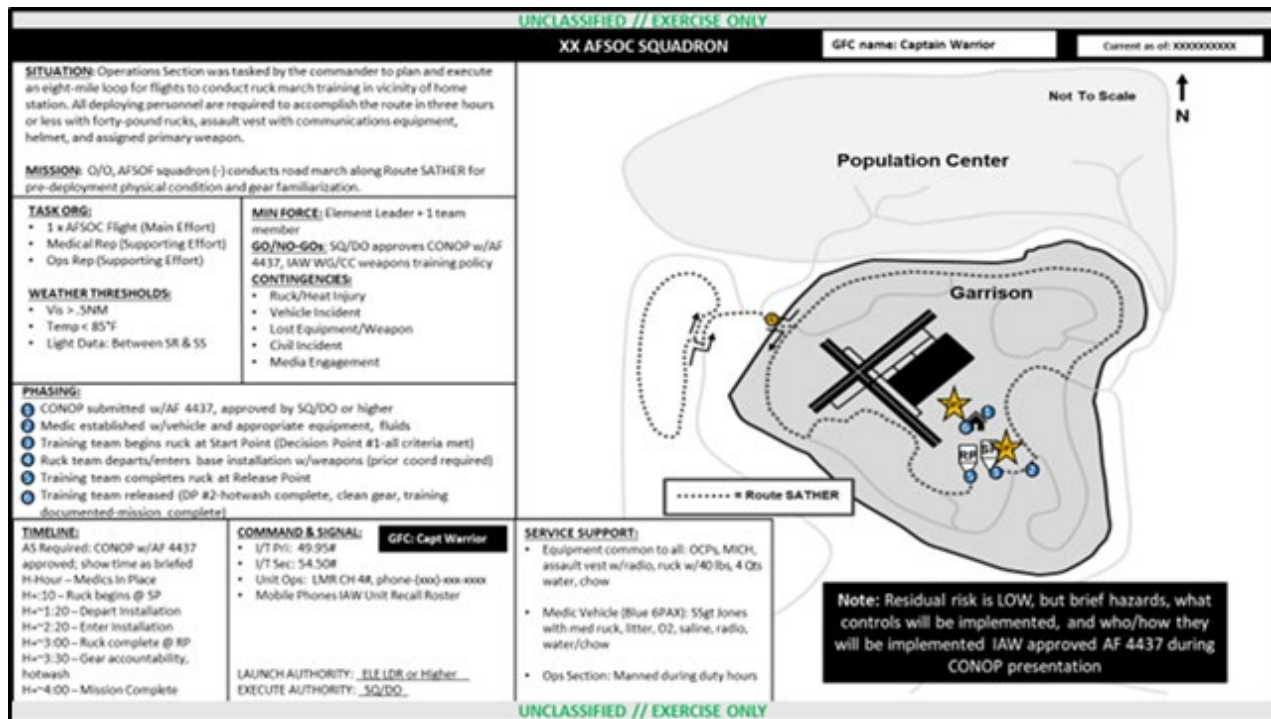 UNCLASSIFIED // EXERCISE ONLY
XX AFSOC SQUADRON
GFC name: Captain Warrior
Current as of: XXXXXXXXXX
SITUATION: Operations Section was tasked by the commander to plan and execute
an eight-mile loop for flights to conduct ruck march training in vicinity of home
station. All deploying personnel are required to accomplish the route in three hours
or less with forty-pound rucks, assault vest with communications equipment,
helmet, and assigned primary weapon.
MISSION: O/O, AFSOF squadron (-) conducts road march along Route SATHER for
pre-deployment physical condition and gear familiarization.
TASK ORG:
• 1 x AFSOC Flight (Main Effort)
• Medical Rep (Supporting Effort)
• Ops Rep (Supporting Effort)
WEATHER THRESHOLDS:
• Vis > .5NM
• Temp < 85°F
• Light Data: Between SR & SS
MIN FORCE: Element Leader + 1 team
member
GO/NO-GOs: SQ/DO approves CONOP w/AF
4437, IAW WG/CC weapons training policy
CONTINGENCIES:
• Ruck/Heat Injury
• Vehicle Incident
• Lost Equipment/Weapon
• Civil Incident
• Media Engagement
PHASING:
1 CONOP submitted w/AF 4437, approved by SQ/DO or higher
2 Medic established w/vehicle and appropriate equipment, fluids
3 Training team begins ruck at Start Point (Decision Point #1-all criteria met)
4 Ruck team departs/enters base installation w/weapons (prior coord required)
5 Training team completes ruck at Release Point
6 Training team released (DP #2-hotwash complete, clean gear, training
documented-mission complete)
TIMELINE:
AS Required: CONOP w/AF 4437
approved; show time as briefed
H-Hour – Medics In Place
H+:10 – Ruck begins @ SP
H+~1:20 – Depart Installation
H+~2:20 – Enter Installation
H+~3:00 – Ruck complete @ RP
H+~3:30 – Gear accountability,
hotwash
H+~4:00 – Mission Complete
COMMAND & SIGNAL:
GFC: Capt Warrior
• I/T Pri: 49.95#
• I/T Sec: 54.50#
• Unit Ops: LMR CH 4#, phone-(xxx)-xxx-xxxx
• Mobile Phones IAW Unit Recall Roster
LAUNCH AUTHORITY: ELE LDR or Higher
EXECUTE AUTHORITY: SQ/DO
SERVICE SUPPORT:
• Equipment common to all: OCPs, MICH,
assault vest w/radio, ruck w/40 lbs, 4 Qts
water, chow
• Medic Vehicle (Blue 6PAX): SSgt Jones
with med ruck, litter, O2, saline, radio,
water/chow
• Ops Section: Manned during duty hours
Not To Scale
N
Population Center
Garrison
RP
SP
= Route SATHER
Note: Residual risk is LOW, but brief hazards, what
controls will be implemented, and who/how they
will be implemented IAW approved AF 4437 during
CONOP presentation
UNCLASSIFIED // EXERCISE ONLY